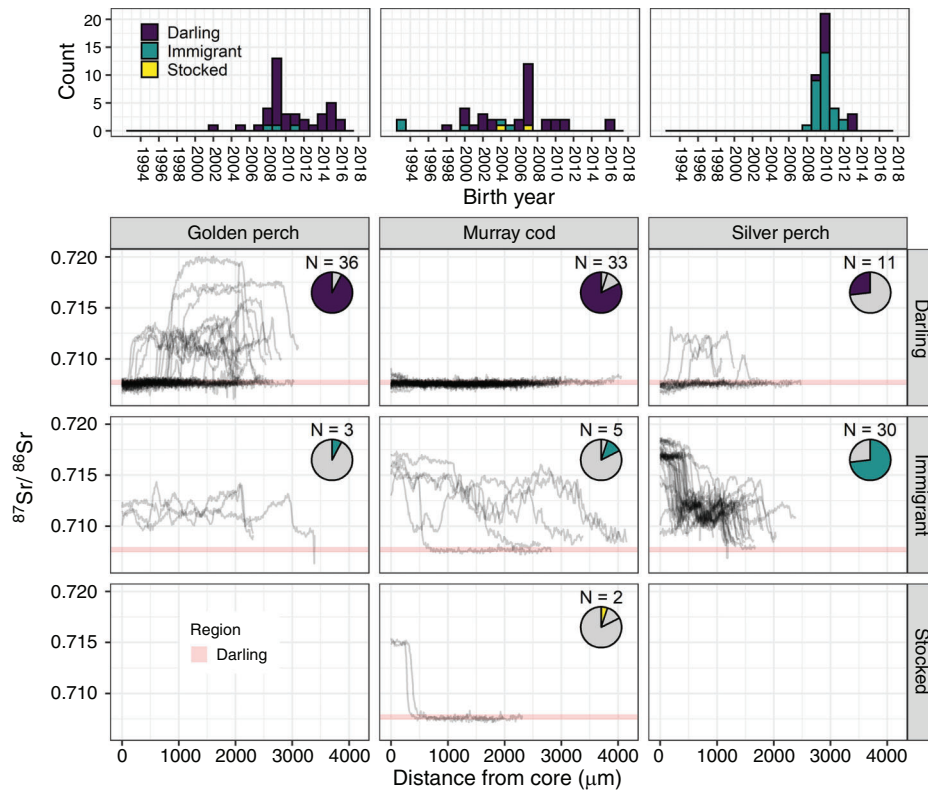 20
15
10
5
0
Count
Darling
Immigrant
Stocked
1994 1996 1998 2000 2002 2004 2006 2008 2010 2012 2014 2016 2018
1994 1996 1998 2000 2002 2004 2006 2008 2010 2012 2014 2016 2018
1994 1996 1998 2000 2002 2004 2006 2008 2010 2012 2014 2016 2018
Birth year
Golden perch Murray cod Silver perch
0.720
0.715
0.710
N = 36
N = 33
N = 11
Darling
0.720
0.715
0.710
N = 3
N = 5
N = 30
Immigrant
0.720
0.715
0.710
Region
Darling
N = 2
Stocked
⁸⁷Sr/ ⁸⁶Sr
0 1000 2000 3000 4000 0 1000 2000 3000 4000 0 1000 2000 3000 4000
Distance from core (μm)